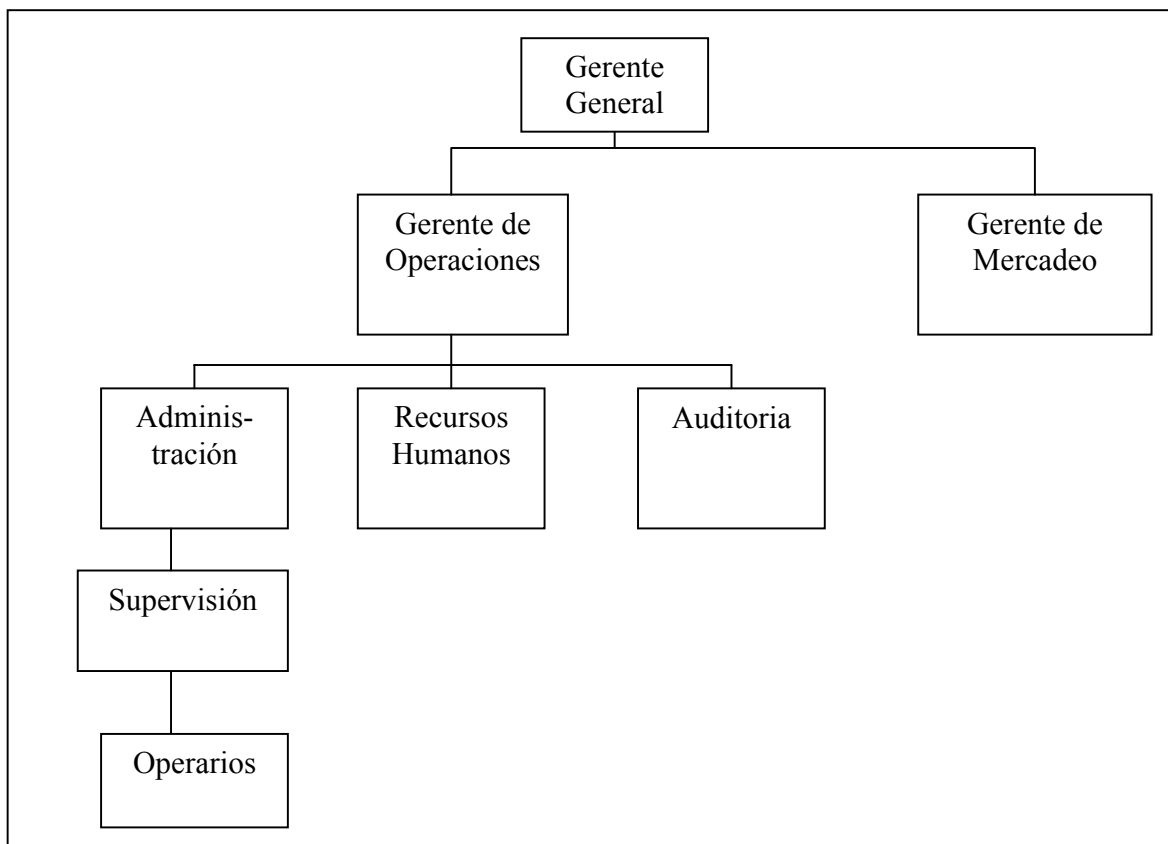 Gerente
General
Gerente de
Operaciones
Gerente de
Mercadeo
Adminis-
tración
Recursos
Humanos
Auditoria
Supervisión
Operarios